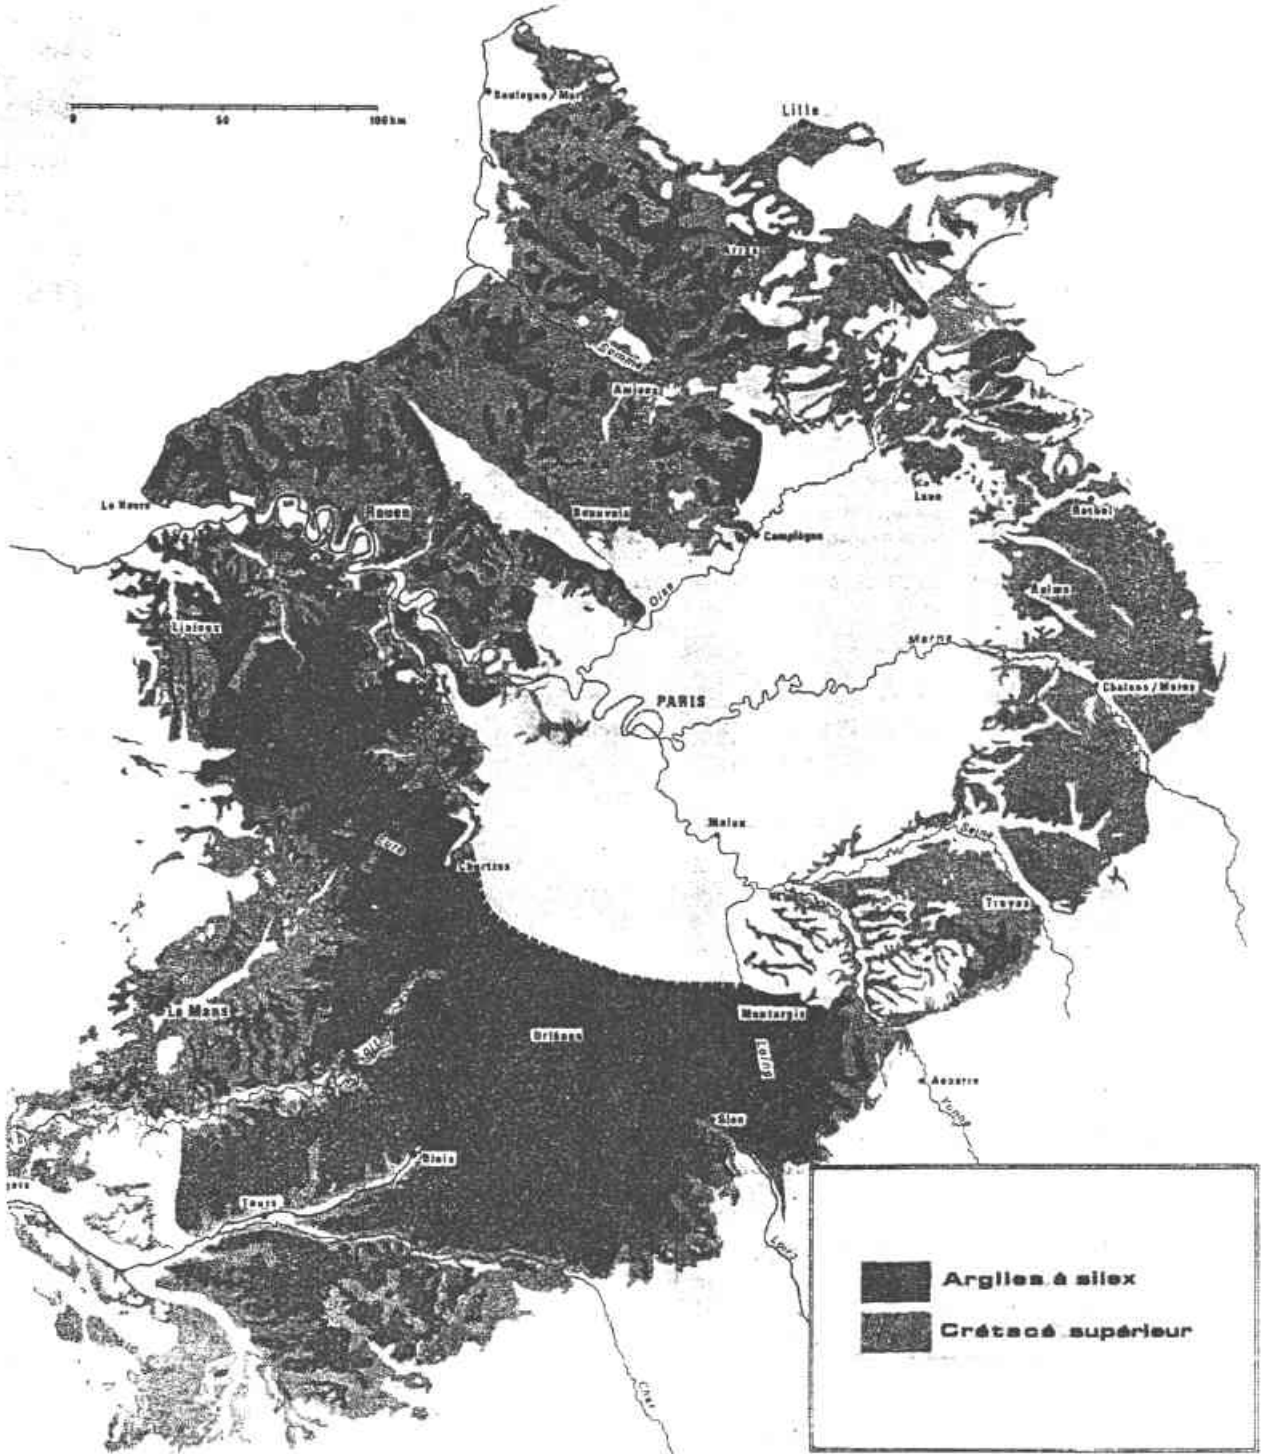 Boulogne/Mer
Lille
0 50 100 km
Arras
Somme
Amiens
Le Havre
Rouen
Beauvais
Compiègne
Laon
Rethel
Reims
Lisieux
Oise
Marne
PARIS
Chalons/Marne
Melun
Seine
Eure
Chartres
Troyes
Le Mans
Orléans
Montargis
Loing
Auxerre
Yonne
Gien
Blois
Tours
Loire
Cher
Argiles à silex
Crétacé supérieur